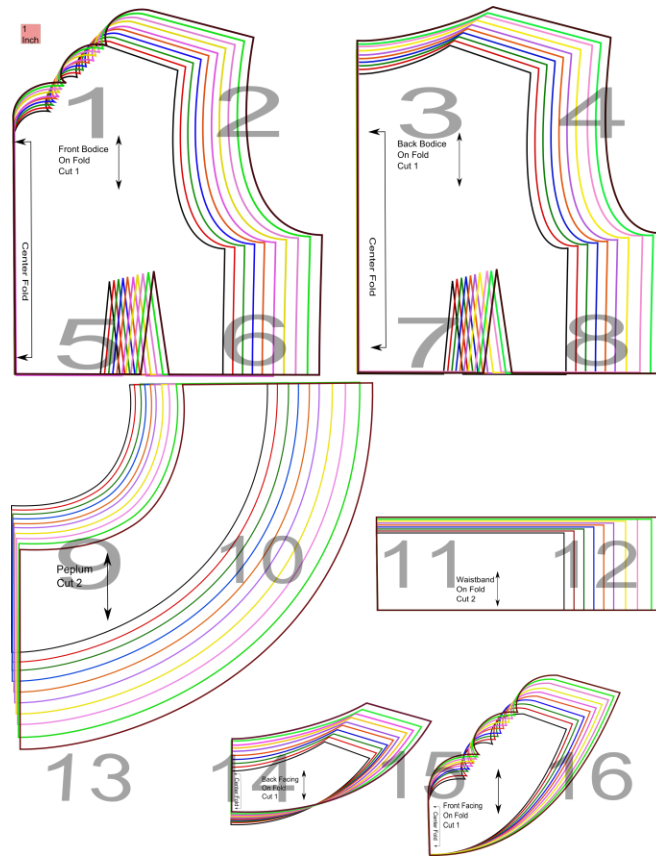 1
Inch
1
2
Front Bodice
On Fold
Cut 1
Center Fold
5
6
3
4
Back Bodice
On Fold
Cut 1
Center Fold
7
8
9
10
Peplum
Cut 2
11
12
Waistband
On Fold
Cut 2
13
14
15
16
Center Fold
Back Facing
On Fold
Cut 1
Front Facing
On Fold
Cut 1
Center Fold